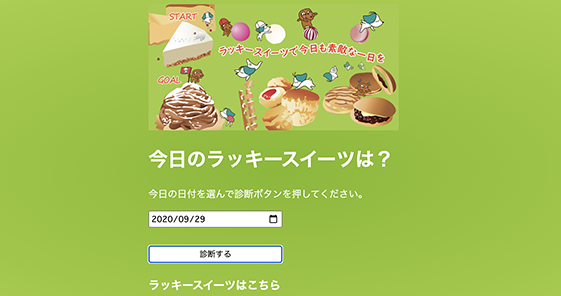 START
ラッキースイーツで今日も素敵な一日を
GOAL
今日のラッキースイーツは？
今日の日付を選んで診断ボタンを押してください。
2020/09/29
診断する
ラッキースイーツはこちら